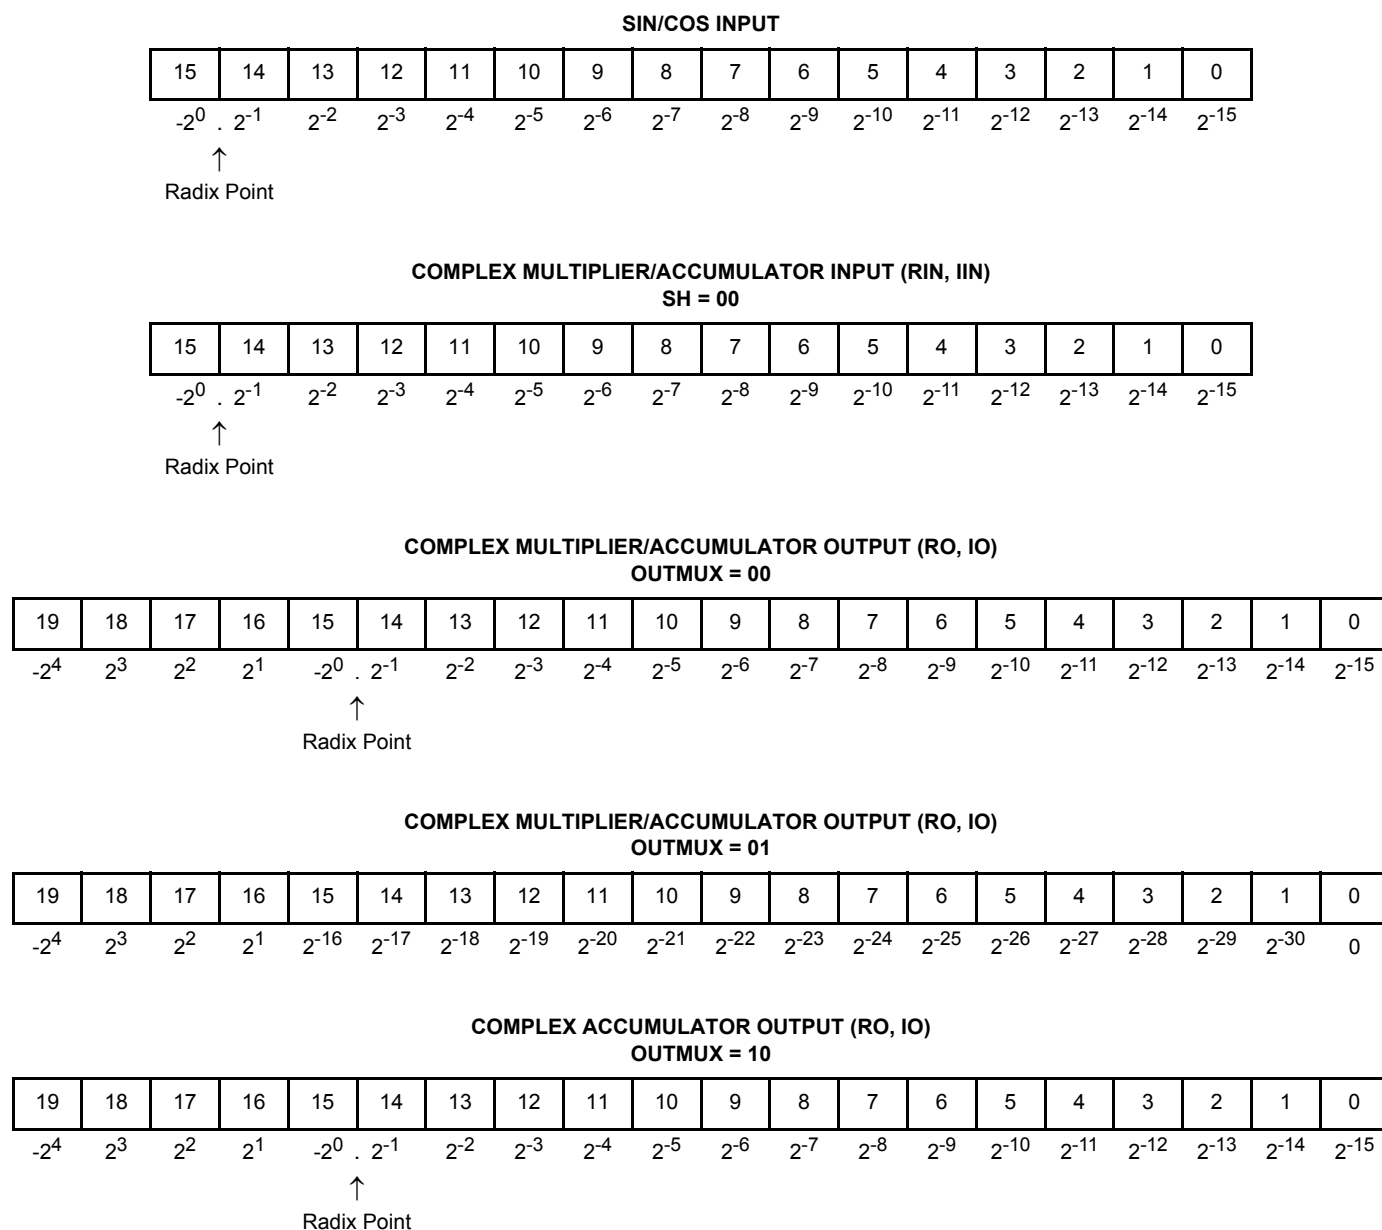 SIN/COS INPUT
15 14 13 12 11 10 9 8 7 6 5 4 3 2 1 0
-2^0 . 2^-1 2^-2 2^-3 2^-4 2^-5 2^-6 2^-7 2^-8 2^-9 2^-10 2^-11 2^-12 2^-13 2^-14 2^-15
↑
Radix Point
COMPLEX MULTIPLIER/ACCUMULATOR INPUT (RIN, IIN)
SH = 00
15 14 13 12 11 10 9 8 7 6 5 4 3 2 1 0
-2^0 . 2^-1 2^-2 2^-3 2^-4 2^-5 2^-6 2^-7 2^-8 2^-9 2^-10 2^-11 2^-12 2^-13 2^-14 2^-15
↑
Radix Point
COMPLEX MULTIPLIER/ACCUMULATOR OUTPUT (RO, IO)
OUTMUX = 00
19 18 17 16 15 14 13 12 11 10 9 8 7 6 5 4 3 2 1 0
-2^4 2^3 2^2 2^1 -2^0 . 2^-1 2^-2 2^-3 2^-4 2^-5 2^-6 2^-7 2^-8 2^-9 2^-10 2^-11 2^-12 2^-13 2^-14 2^-15
↑
Radix Point
COMPLEX MULTIPLIER/ACCUMULATOR OUTPUT (RO, IO)
OUTMUX = 01
19 18 17 16 15 14 13 12 11 10 9 8 7 6 5 4 3 2 1 0
-2^4 2^3 2^2 2^1 2^-16 2^-17 2^-18 2^-19 2^-20 2^-21 2^-22 2^-23 2^-24 2^-25 2^-26 2^-27 2^-28 2^-29 2^-30 0
COMPLEX ACCUMULATOR OUTPUT (RO, IO)
OUTMUX = 10
19 18 17 16 15 14 13 12 11 10 9 8 7 6 5 4 3 2 1 0
-2^4 2^3 2^2 2^1 -2^0 . 2^-1 2^-2 2^-3 2^-4 2^-5 2^-6 2^-7 2^-8 2^-9 2^-10 2^-11 2^-12 2^-13 2^-14 2^-15
↑
Radix Point